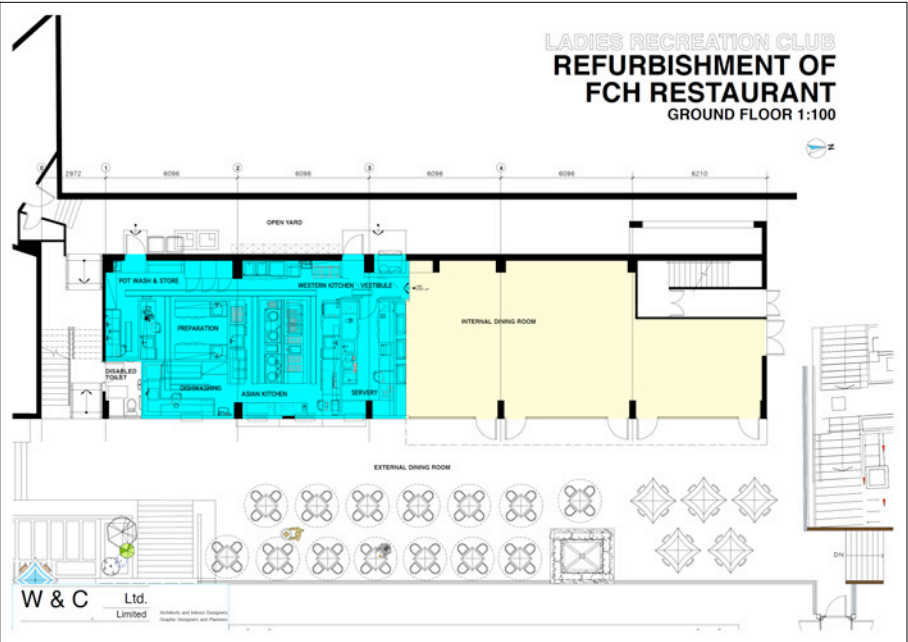 LADIES RECREATION CLUB
REFURBISHMENT OF
FCH RESTAURANT
GROUND FLOOR 1:100
N
0 1 2 3 4
2972 6096 6096 6096 6096 6210
OPEN YARD
POT WASH & STORE
WESTERN KITCHEN
VESTIBULE
PREPARATION
INTERNAL DINING ROOM
DISABLED
TOILET
DISHWASHING
ASIAN KITCHEN
SERVERY
EXTERNAL DINING ROOM
DN
W & C Ltd.
Limited
Architects and Interior Designers
Graphic Designers and Planners